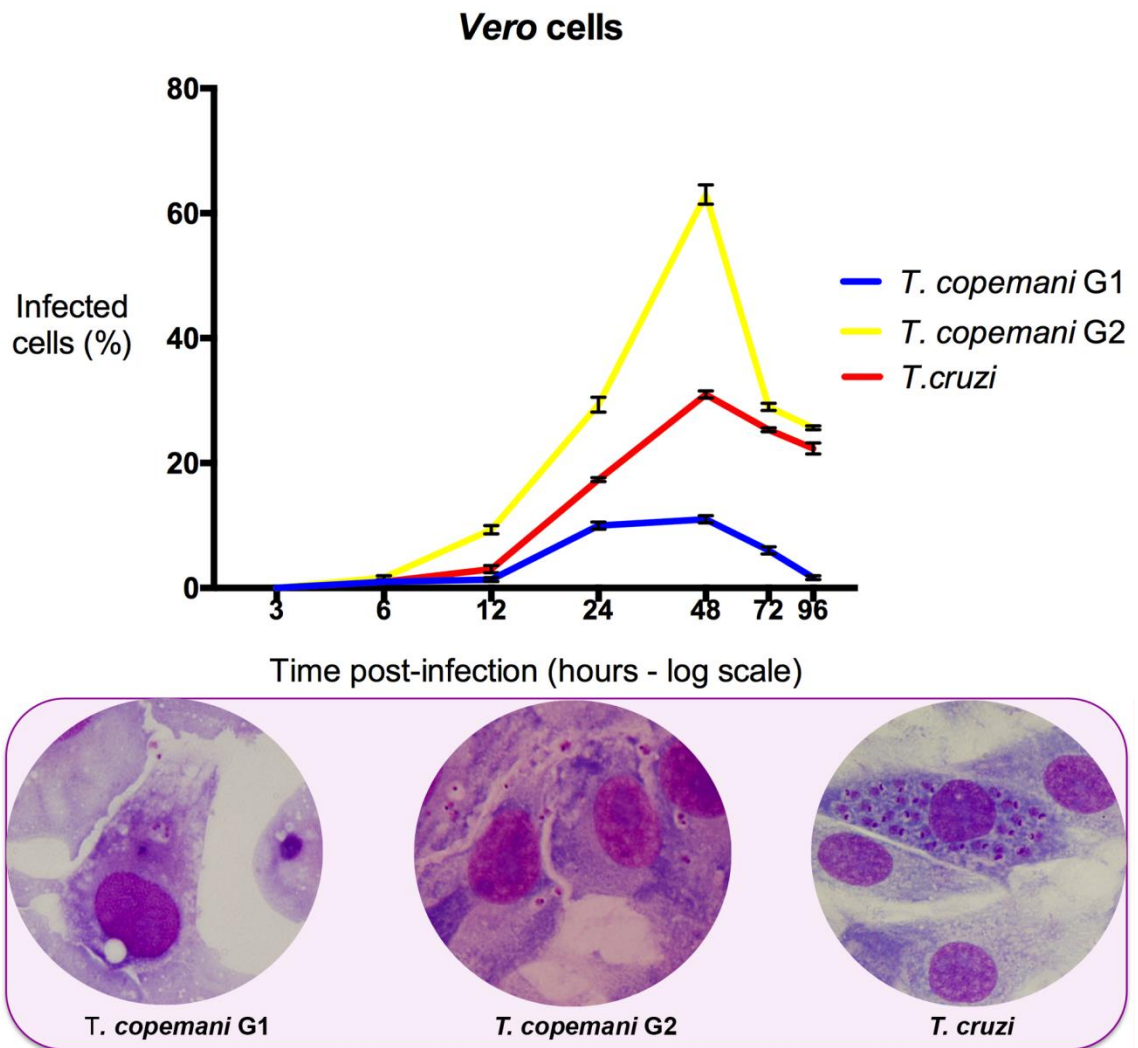 Vero cells
80
60
40
20
0
Infected
cells (%)
T. copemani G1
T. copemani G2
T.cruzi
3 6 12 24 48 72 96
Time post-infection (hours - log scale)
T. copemani G1 T. copemani G2 T. cruzi